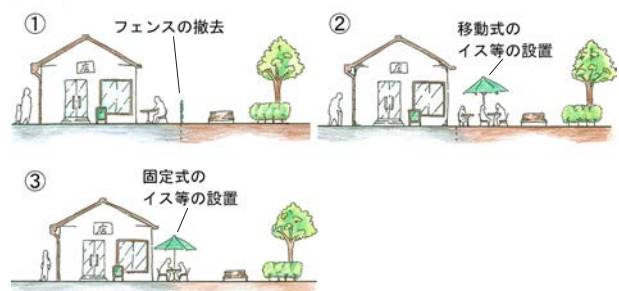 ①
フェンスの撤去
店
②
移動式の
イス等の設置
店
③
固定式の
イス等の設置
店